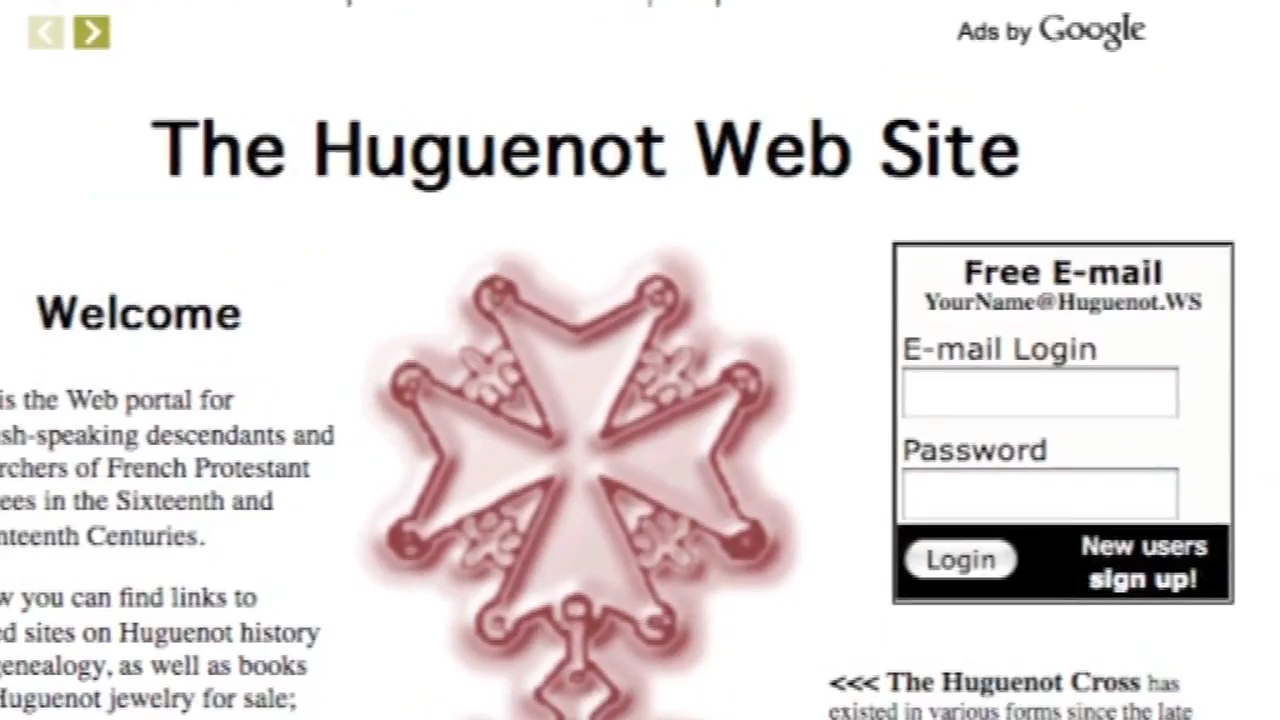 Ads by Google
The Huguenot Web Site
Welcome
is the Web portal for
sh-speaking descendants and
rchers of French Protestant
ees in the Sixteenth and
nteenth Centuries.
w you can find links to
ed sites on Huguenot history
genealogy, as well as books
Huguenot jewelry for sale;
Free E-mail
YourName@Huguenot.WS
E-mail Login
Password
Login
New users
sign up!
<<< The Huguenot Cross has
existed in various forms since the late